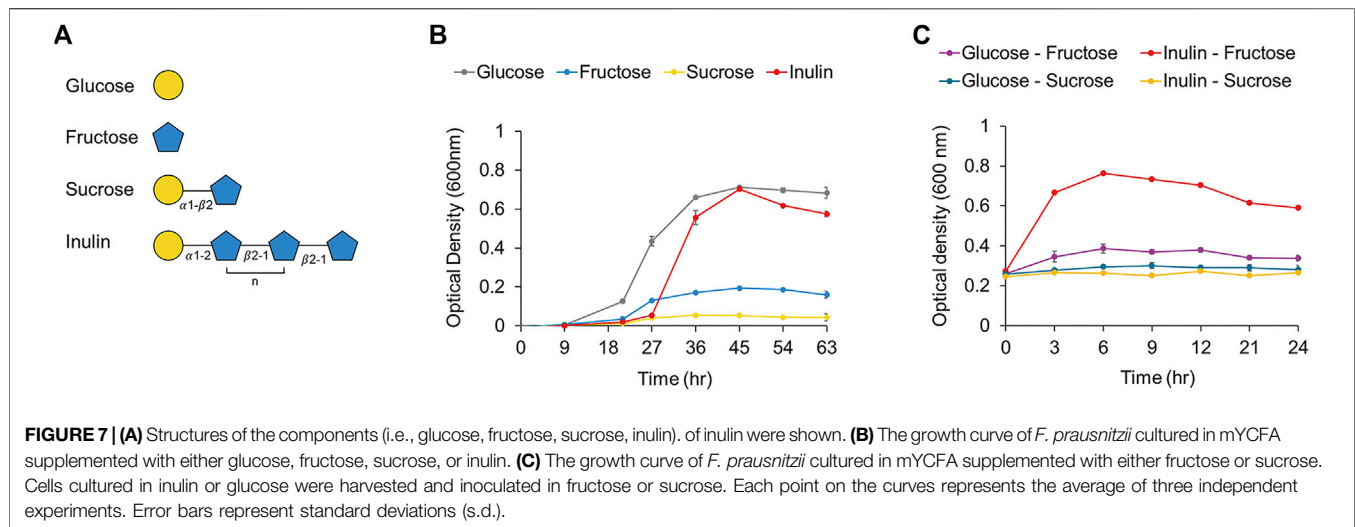 A
Glucose
Fructose
Sucrose
α1-β2
Inulin
α1-2
β2-1
β2-1
n
B
Glucose Fructose Sucrose Inulin
Optical Density (600nm)
1
0.8
0.6
0.4
0.2
0
0 9 18 27 36 45 54 63
Time (hr)
C
Glucose - Fructose Inulin - Fructose
Glucose - Sucrose Inulin - Sucrose
Optical density (600 nm)
1
0.8
0.6
0.4
0.2
0
0 3 6 9 12 21 24
Time (hr)
FIGURE 7 | (A) Structures of the components (i.e., glucose, fructose, sucrose, inulin). of inulin were shown. (B) The growth curve of F. prausnitzii cultured in mYCFA
supplemented with either glucose, fructose, sucrose, or inulin. (C) The growth curve of F. prausnitzii cultured in mYCFA supplemented with either fructose or sucrose.
Cells cultured in inulin or glucose were harvested and inoculated in fructose or sucrose. Each point on the curves represents the average of three independent
experiments. Error bars represent standard deviations (s.d.).